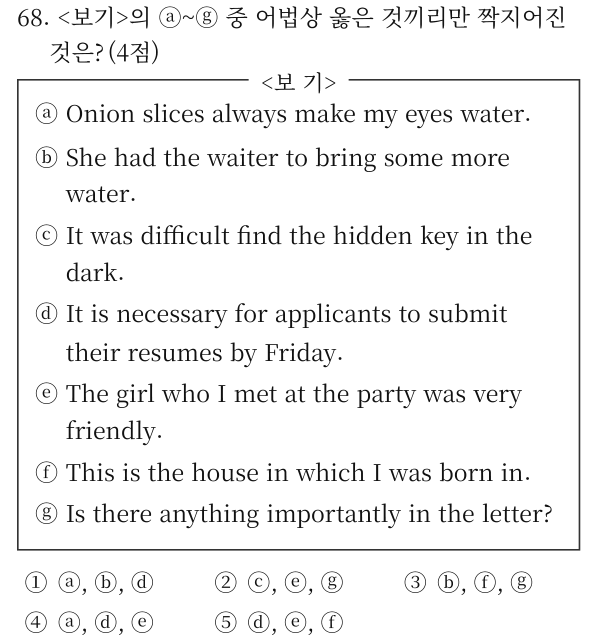 68. <보기>의 ⓐ~ⓖ 중 어법상 옳은 것끼리만 짝지어진
것은? (4점)
<보 기>
ⓐ Onion slices always make my eyes water.
ⓑ She had the waiter to bring some more
water.
ⓒ It was difficult find the hidden key in the
dark.
ⓓ It is necessary for applicants to submit
their resumes by Friday.
ⓔ The girl who I met at the party was very
friendly.
ⓕ This is the house in which I was born in.
ⓖ Is there anything importantly in the letter?
① ⓐ, ⓑ, ⓓ ② ⓒ, ⓔ, ⓖ ③ ⓑ, ⓕ, ⓖ
④ ⓐ, ⓓ, ⓔ ⑤ ⓓ, ⓔ, ⓕ